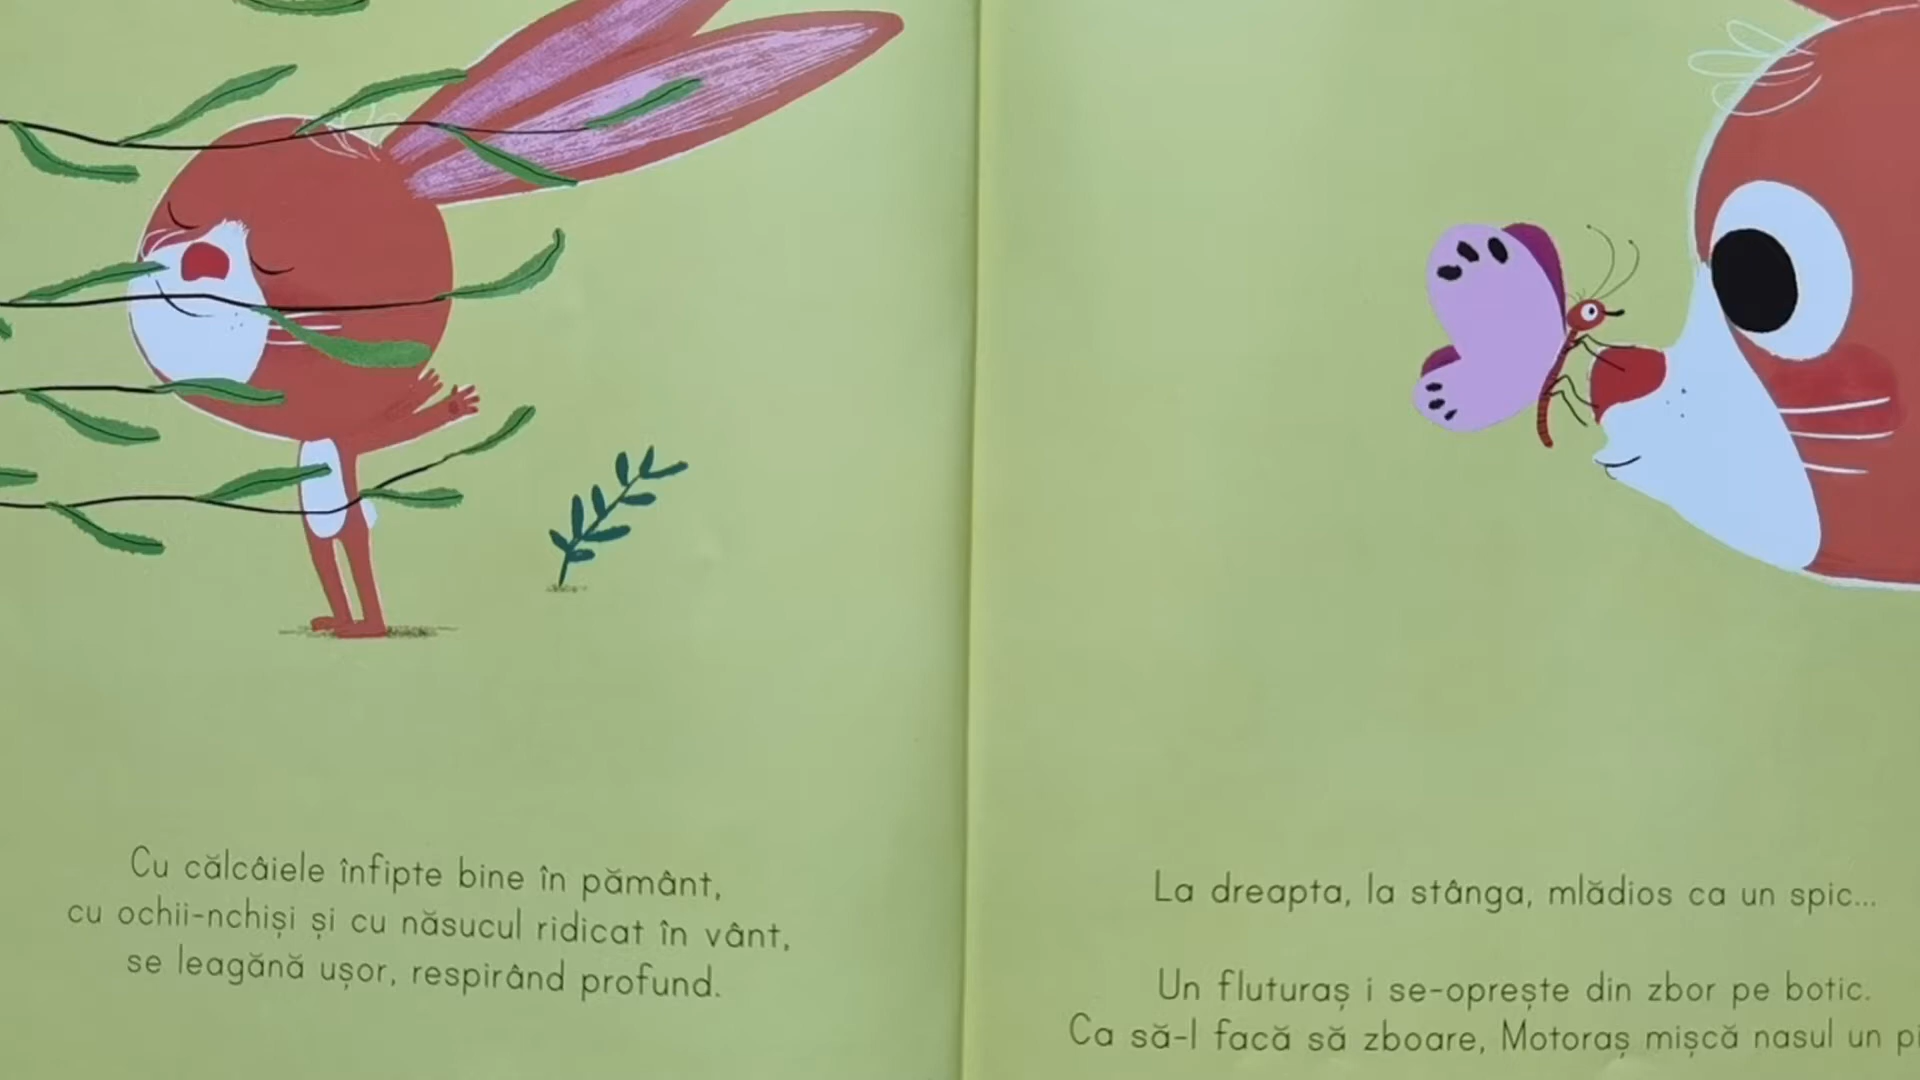 Cu călcâiele înfipte bine în pământ,
cu ochii-nchiși și cu năsucul ridicat în vânt,
se leagănă ușor, respirând profund.
La dreapta, la stânga, mlădios ca un spic...
Un fluturaș i se-oprește din zbor pe botic.
Ca să-l facă să zboare, Motoraș mișcă nasul un